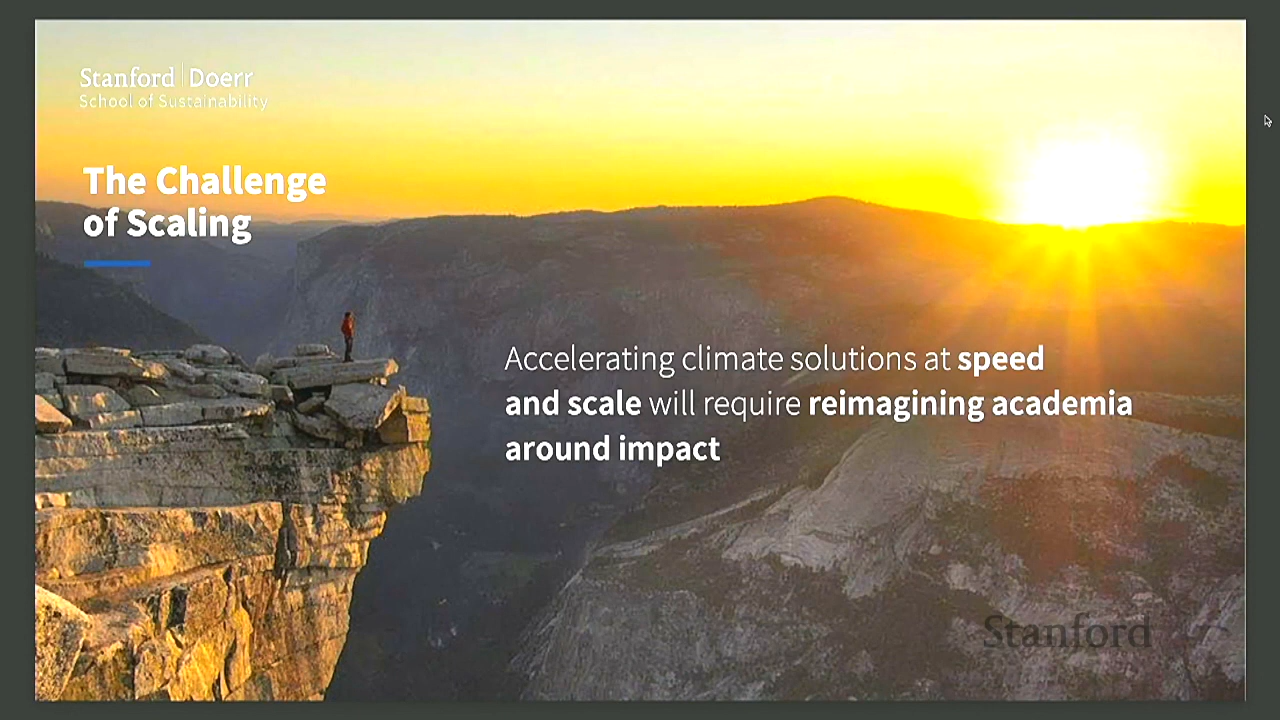 Stanford Doerr
School of Sustainability
The Challenge
of Scaling
Accelerating climate solutions at speed
and scale will require reimagining academia
around impact
Stanford